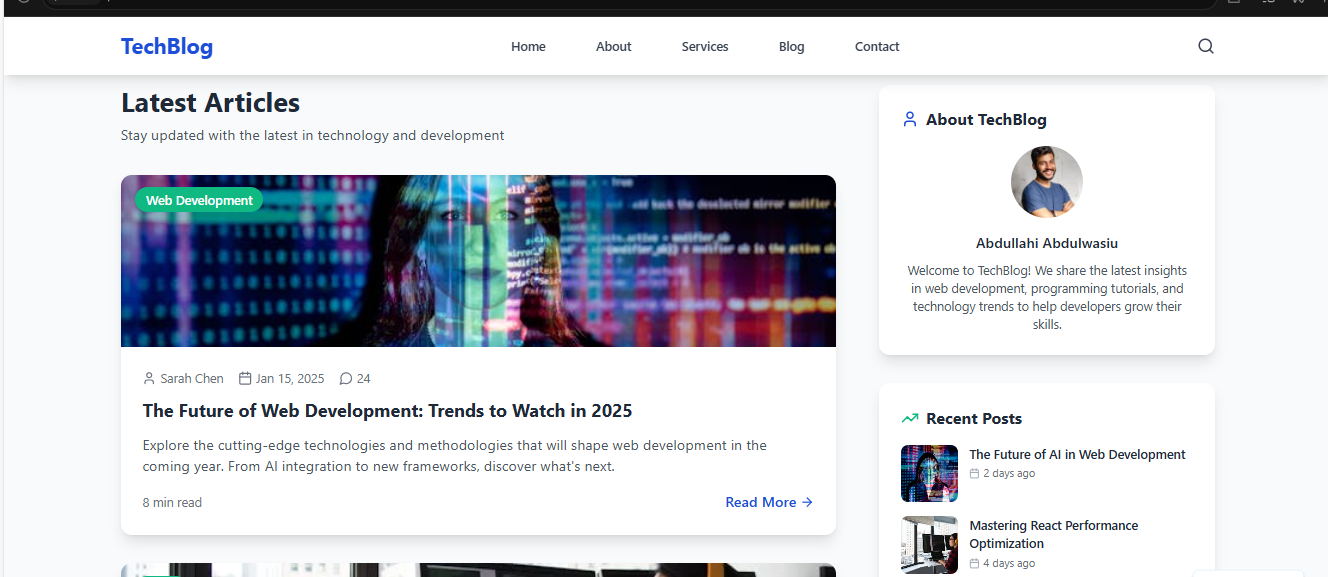 TechBlog
Home
About
Services
Blog
Contact
Latest Articles
Stay updated with the latest in technology and development
Web Development
Sarah Chen
Jan 15, 2025
24
The Future of Web Development: Trends to Watch in 2025
Explore the cutting-edge technologies and methodologies that will shape web development in the
coming year. From AI integration to new frameworks, discover what's next.
8 min read
Read More
About TechBlog
Abdullahi Abdulwasiu
Welcome to TechBlog! We share the latest insights
in web development, programming tutorials, and
technology trends to help developers grow their
skills.
Recent Posts
The Future of AI in Web Development
2 days ago
Mastering React Performance
Optimization
4 days ago